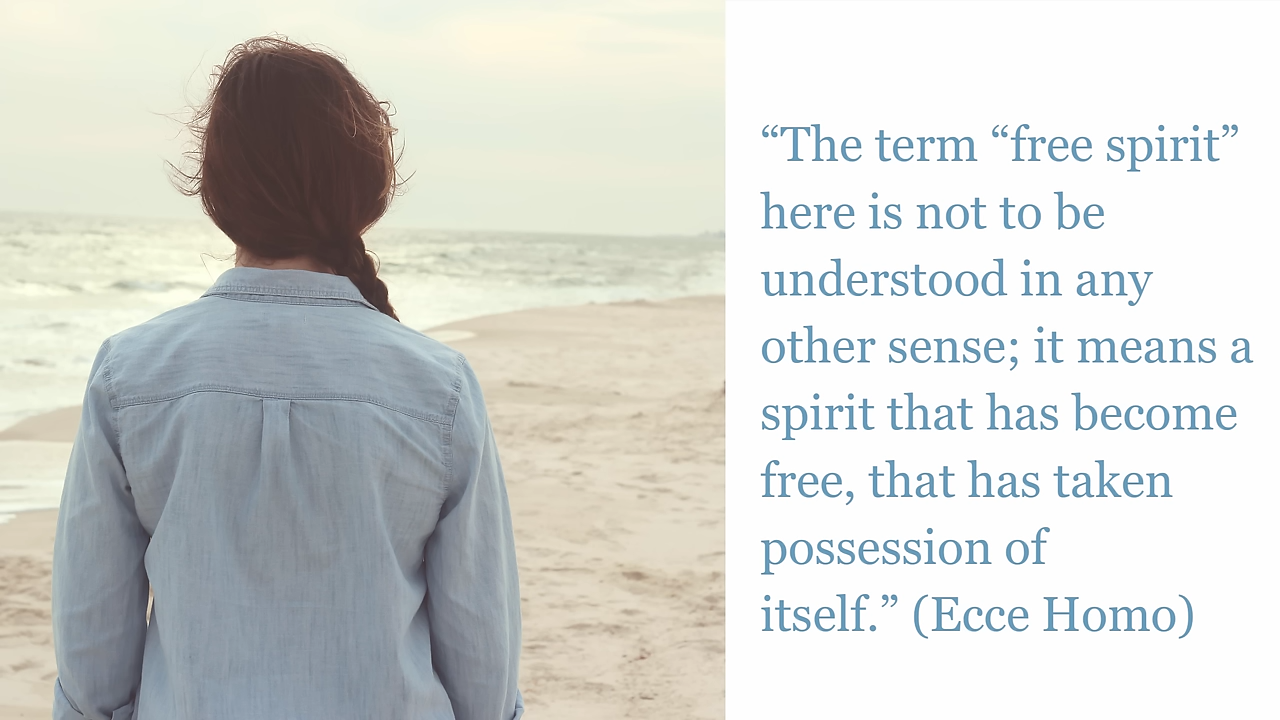 “The term “free spirit”
here is not to be
understood in any
other sense; it means a
spirit that has become
free, that has taken
possession of
itself.” (Ecce Homo)